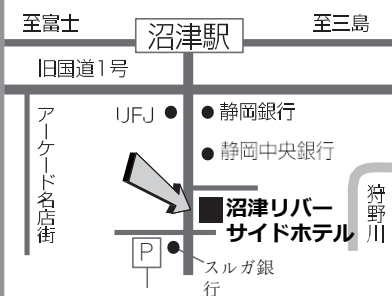 至富士
沼津駅
至三島
旧国道1号
アーケード名店街
UFJ
静岡銀行
静岡中央銀行
沼津リバー
サイドホテル
狩野川
P
スルガ銀
行